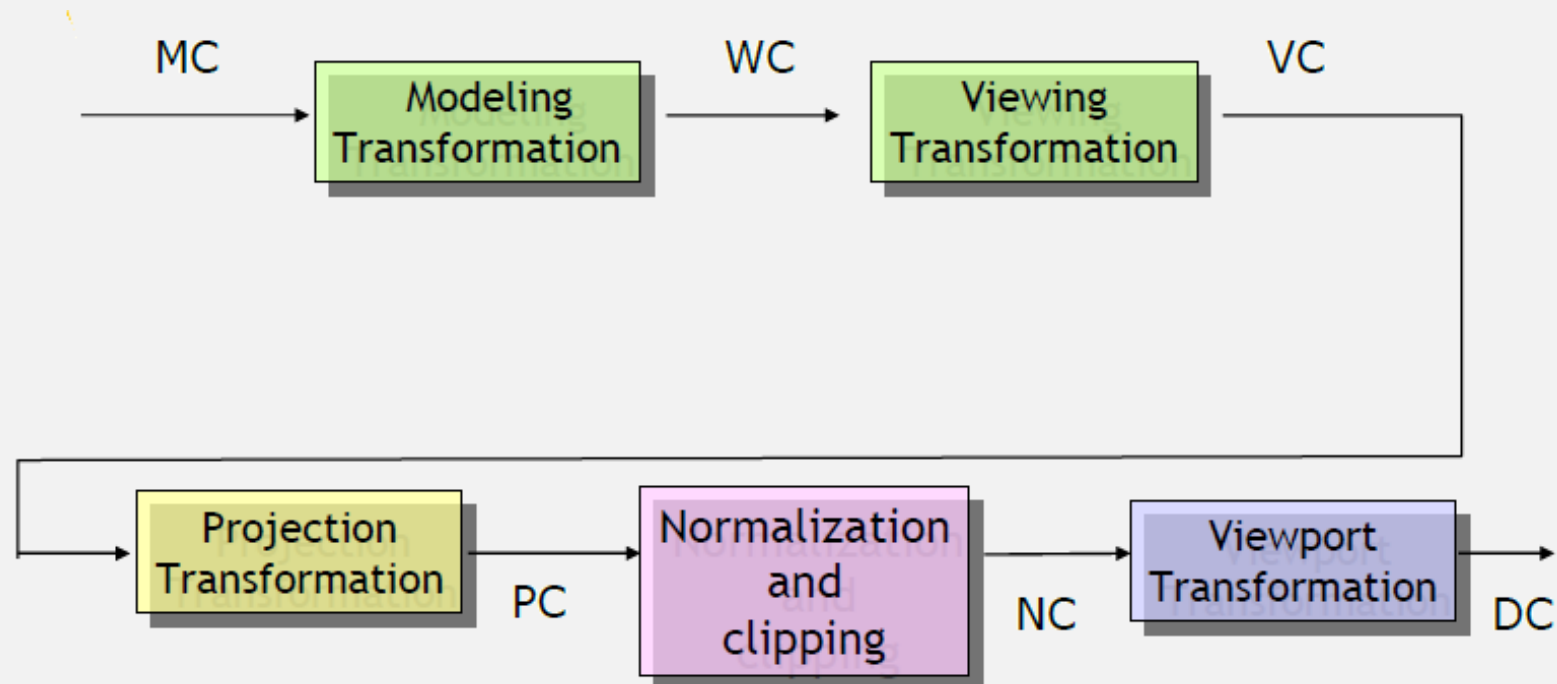 MC
Modeling
Transformation
WC
Viewing
Transformation
VC
Projection
Transformation
PC
Normalization
and
clipping
NC
Viewport
Transformation
DC